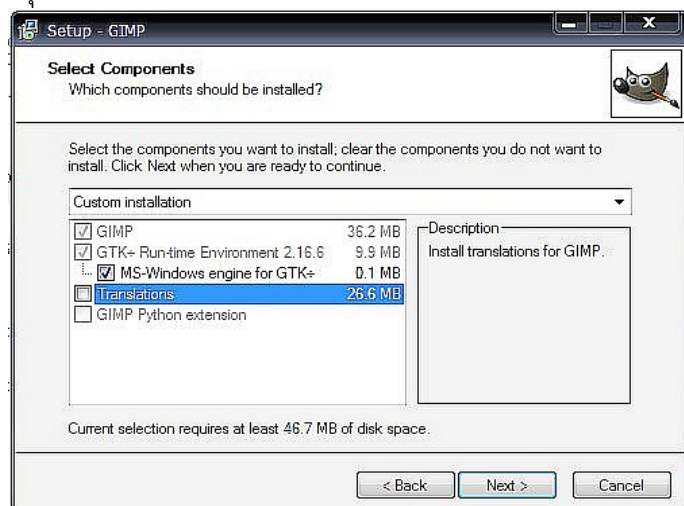 Setup - GIMP
Select Components
Which components should be installed?
Select the components you want to install; clear the components you do not want to
install. Click Next when you are ready to continue.
Custom installation
GIMP 36.2 MB
GTK+ Run-time Environment 2.16.6 9.9 MB
MS-Windows engine for GTK+ 0.1 MB
Translations 26.6 MB
GIMP Python extension
Description
Install translations for GIMP.
Current selection requires at least 46.7 MB of disk space.
< Back Next > Cancel